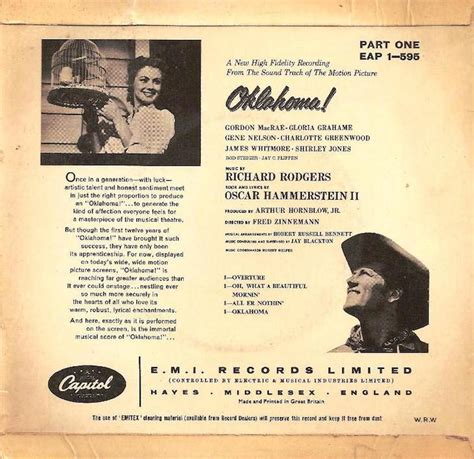 PART ONE
EAP 1-595
A New High Fidelity Recording
From The Sound Track of The Motion Picture
Oklahoma!
GORDON MacRAE·GLORIA GRAHAME
GENE NELSON·CHARLOTTE GREENWOOD
JAMES WHITMORE·SHIRLEY JONES
ROD STEIGER·JAY C. FLIPPEN
MUSIC BY
RICHARD RODGERS
BOOK AND LYRICS BY
OSCAR HAMMERSTEIN II
PRODUCED BY ARTHUR HORNBLOW, JR.
DIRECTED BY FRED ZINNEMANN
MUSICAL ARRANGEMENTS BY ROBERT RUSSELL BENNETT
MUSIC CONDUCTED AND SUPERVISED BY JAY BLACKTON
MUSIC COORDINATOR ROBERT HELFER
1—OVERTURE
1—OH, WHAT A BEAUTIFUL
MORNIN'
1—ALL ER NOTHIN'
1—OKLAHOMA
Once in a generation—with luck—
artistic talent and honest sentiment meet
in just the right proportion to produce
an "Oklahoma!"...to generate the
kind of affection everyone feels for
a masterpiece of the musical theatre.
But though the first twelve years of
"Oklahoma!" have brought it such
success, they have only been
its apprenticeship. For now, displayed
on today's wide, wide motion
picture screens, "Oklahoma!" is
reaching far greater audiences than
it ever could onstage...nestling ever
so much more securely in
the hearts of all who love its
warm, robust, lyrical enchantments.
And here, exactly as it is performed
on the screen, is the immortal
musical score of "Oklahoma!"...
Capitol
E.M.I. RECORDS LIMITED
(CONTROLLED BY ELECTRIC & MUSICAL INDUSTRIES LIMITED)
HAYES · MIDDLESEX · ENGLAND
Made and Printed in Great Britain
The use of 'EMITEX' cleaning material (available from Record Dealers) will preserve this record and keep it free from dust.
W.R.W